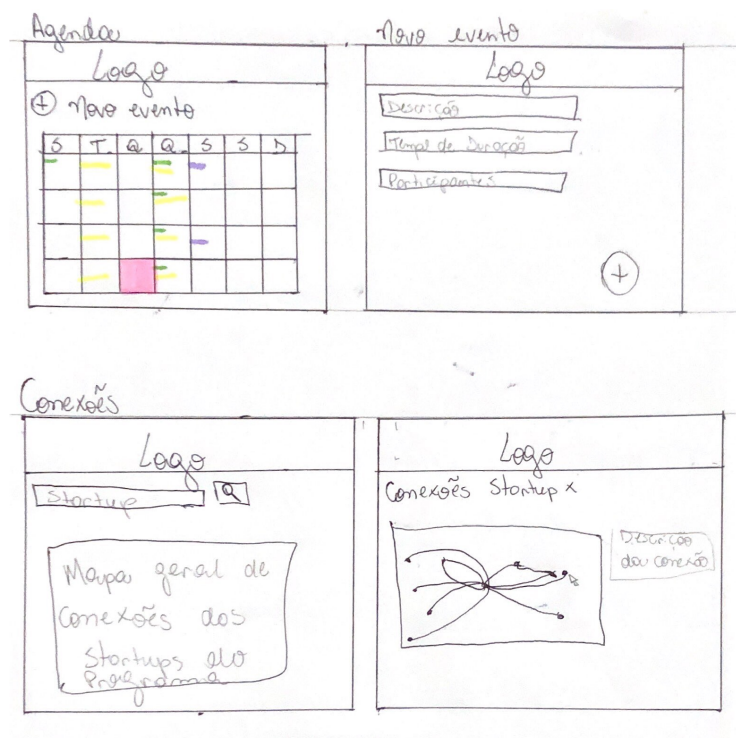 Agenda
Logo
+ Novo evento
S T Q Q S S D
Novo evento
Logo
Descrição
Tempo de Duração
Participantes
+
Conexões
Logo
Startup
Mapa geral de
Conexões das
Startups do
Programa
Logo
Conexões Startup x
Descrição
da conexão